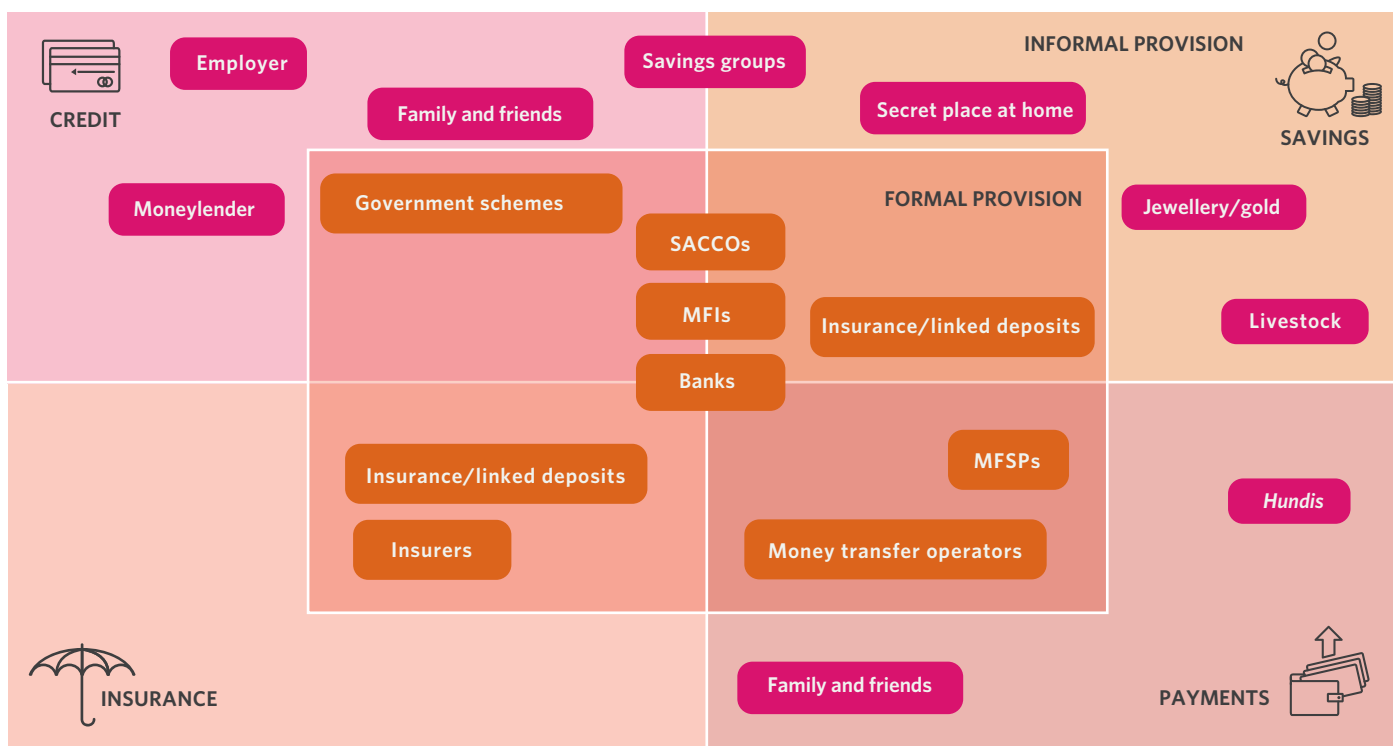 Employer
Savings groups
INFORMAL PROVISION
CREDIT
Family and friends
Secret place at home
SAVINGS
Moneylender
Government schemes
FORMAL PROVISION
Jewellery/gold
SACCOs
MFIs
Insurance/linked deposits
Livestock
Banks
Insurance/linked deposits
MFSPs
Hundis
Insurers
Money transfer operators
INSURANCE
Family and friends
PAYMENTS